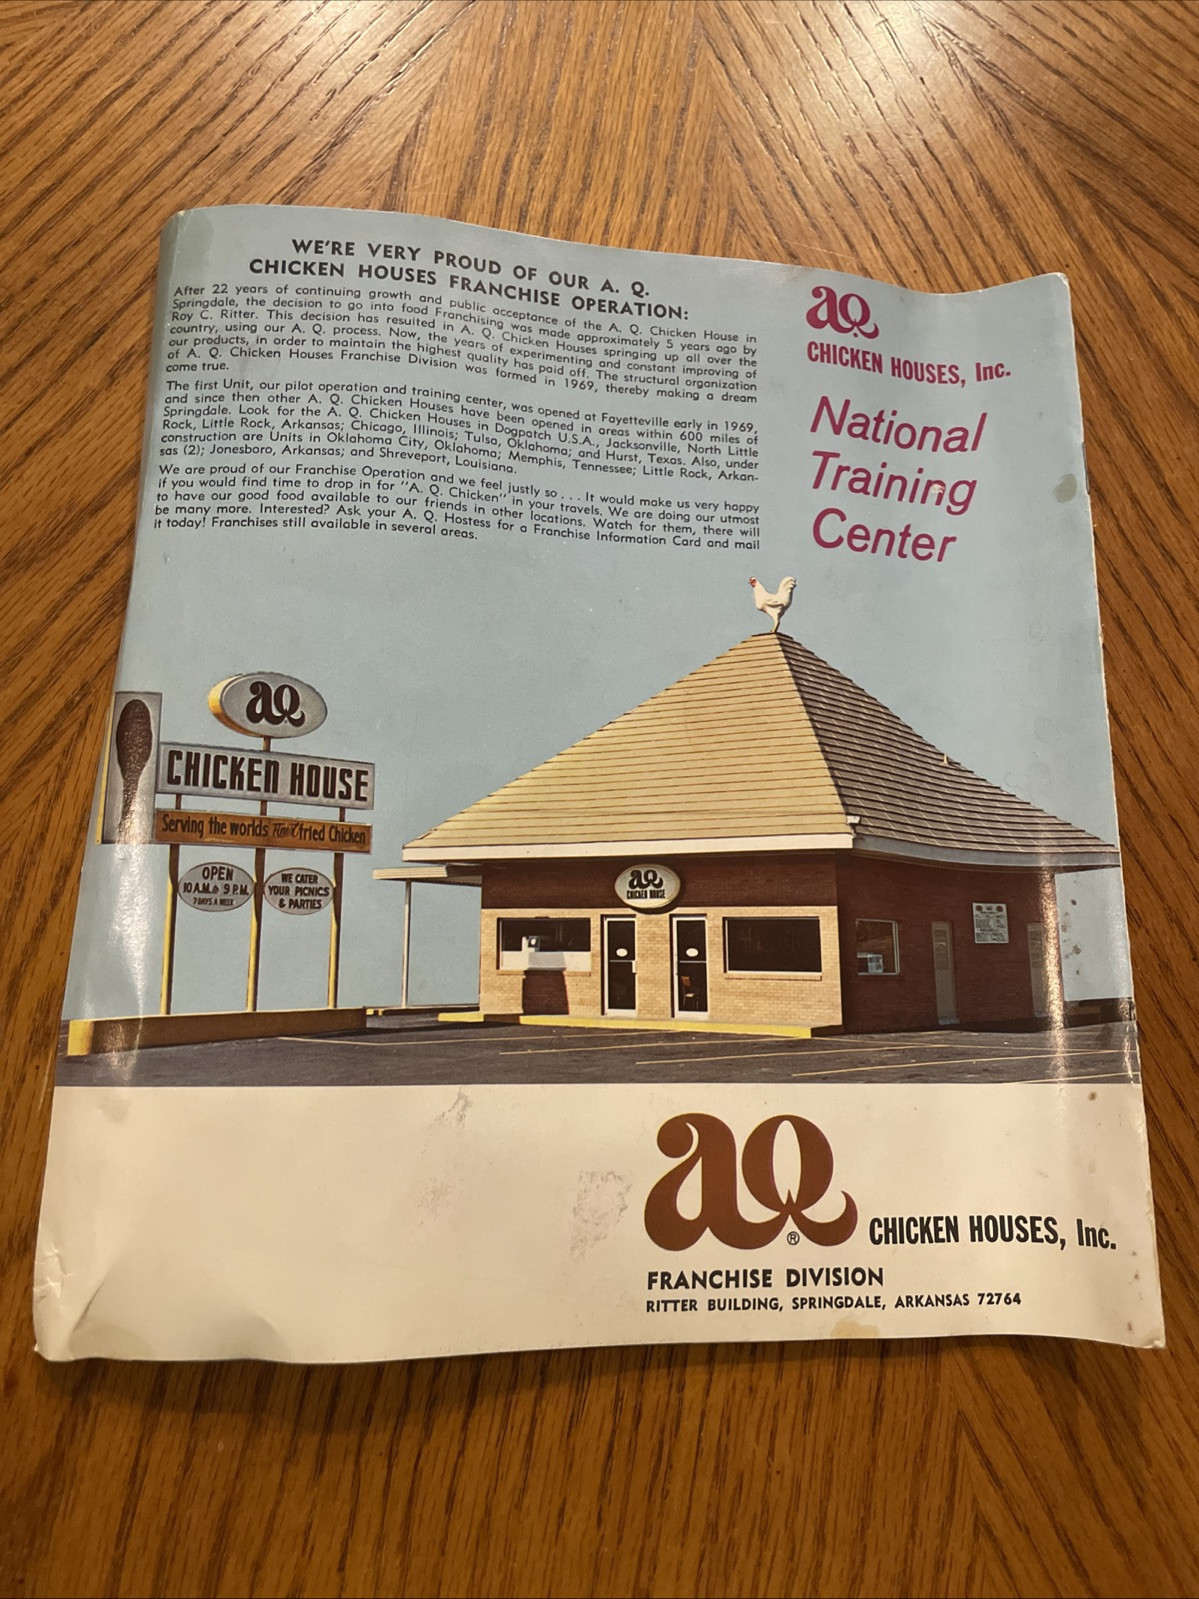 WE'RE VERY PROUD OF OUR A. Q.
CHICKEN HOUSES FRANCHISE OPERATION:
After 22 years of continuing growth and public acceptance of the A. Q. Chicken House in
Springdale, the decision to go into food Franchising was made approximately 5 years ago by
Roy C. Ritter. This decision has resulted in A. Q. Chicken Houses springing up all over the
country, using our A. Q. process. Now, the years of experimenting and constant improving of
our products, in order to maintain the highest quality has paid off. The structural organization
of A. Q. Chicken Houses Franchise Division was formed in 1969, thereby making a dream
come true.
The first Unit, our pilot operation and training center, was opened at Fayetteville early in 1969,
and since then other A. Q. Chicken Houses have been opened in areas within 600 miles of
Springdale. Look for the A. Q. Chicken Houses in Dogpatch U.S.A., Jacksonville, North Little
Rock, Little Rock, Arkansas; Chicago, Illinois; Tulsa, Oklahoma; and Hurst, Texas. Also, under
construction are Units in Oklahoma City, Oklahoma; Memphis, Tennessee; Little Rock, Arkan-
sas (2); Jonesboro, Arkansas; and Shreveport, Louisiana.
We are proud of our Franchise Operation and we feel justly so . . . It would make us very happy
if you would find time to drop in for "A. Q. Chicken" in your travels. We are doing our utmost
to have our good food available to our friends in other locations. Watch for them, there will
be many more. Interested? Ask your A. Q. Hostess for a Franchise Information Card and mail
it today! Franchises still available in several areas.
aQ
CHICKEN HOUSES, Inc.
National
Training
Center
aQ
CHICKEN HOUSE
Serving the worlds fried Chicken
OPEN
10 A.M. to 9 P.M.
7 DAYS A WEEK
WE CATER
YOUR PICNICS
& PARTIES
aQ
CHICKEN HOUSE
aQ®
CHICKEN HOUSES, Inc.
FRANCHISE DIVISION
RITTER BUILDING, SPRINGDALE, ARKANSAS 72764